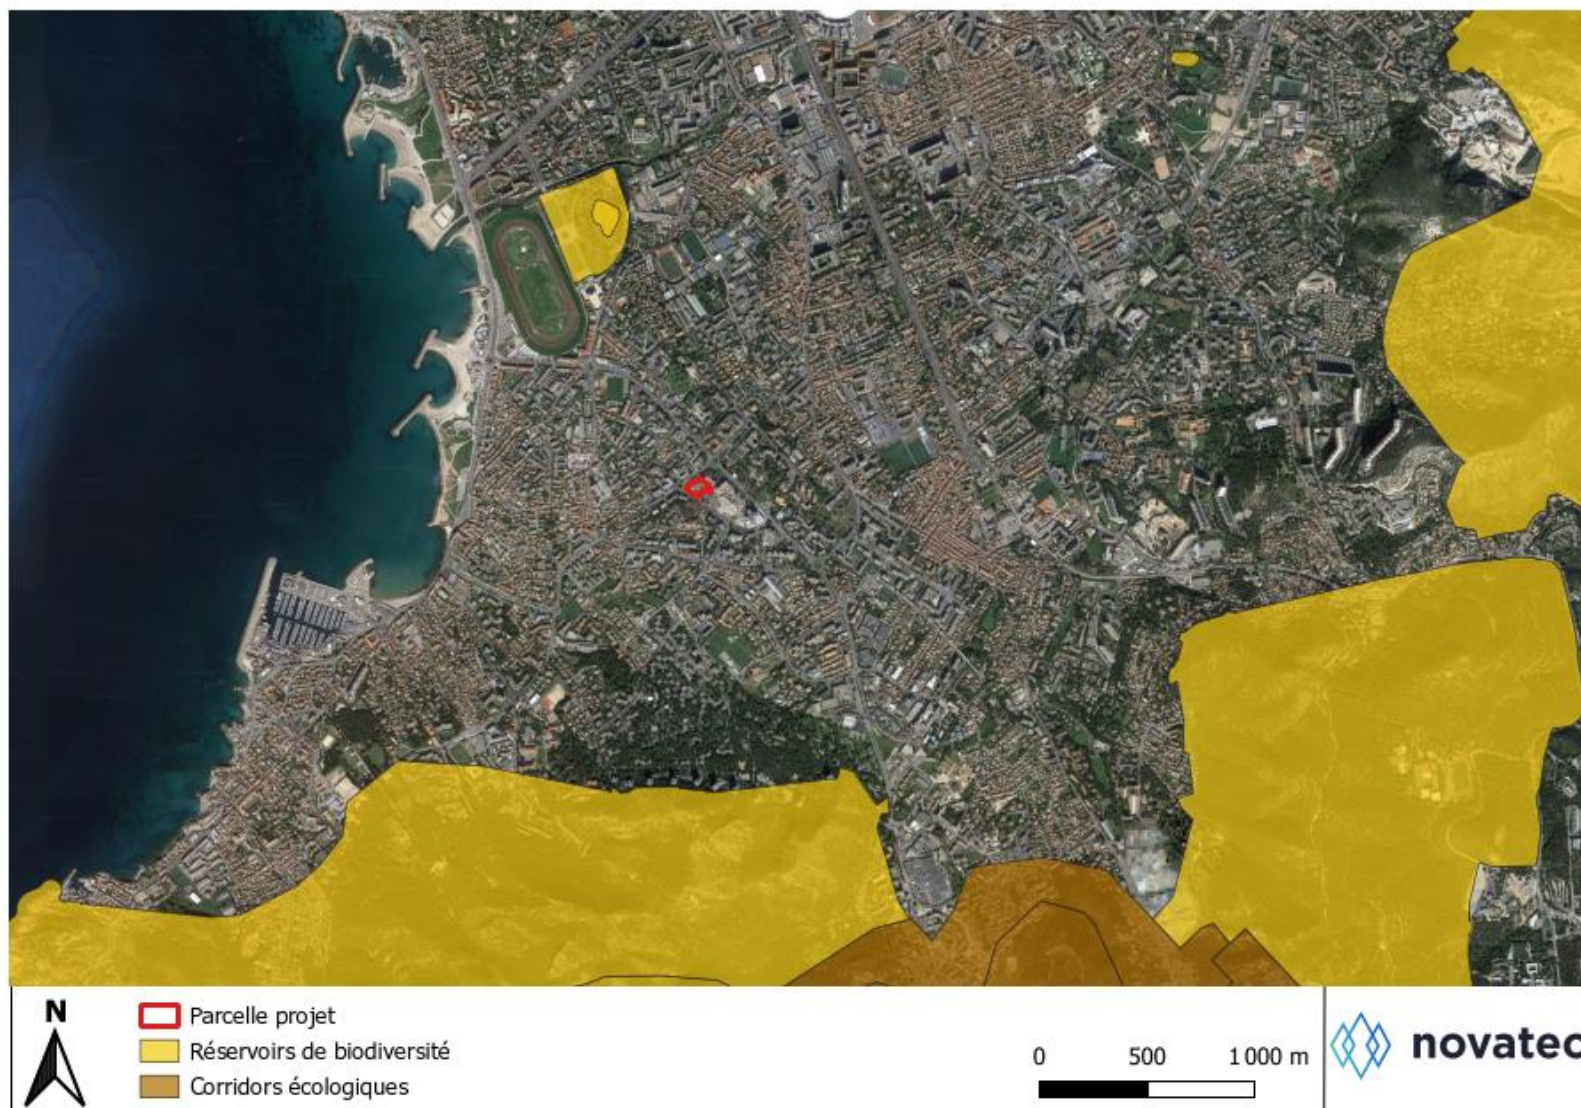 N
Parcelle projet
Réservoirs de biodiversité
Corridors écologiques
0 500 1 000 m
novatec